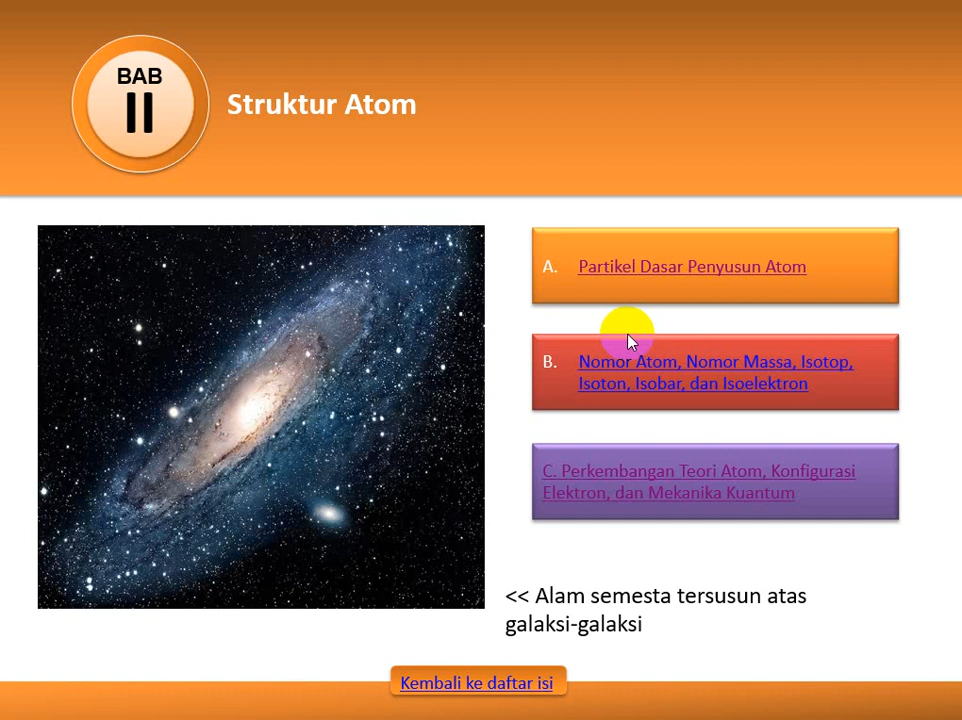 BAB
II
Struktur Atom
A. Partikel Dasar Penyusun Atom
B. Nomor Atom, Nomor Massa, Isotop,
Isoton, Isobar, dan Isoelektron
C. Perkembangan Teori Atom, Konfigurasi
Elektron, dan Mekanika Kuantum
<< Alam semesta tersusun atas
galaksi-galaksi
Kembali ke daftar isi